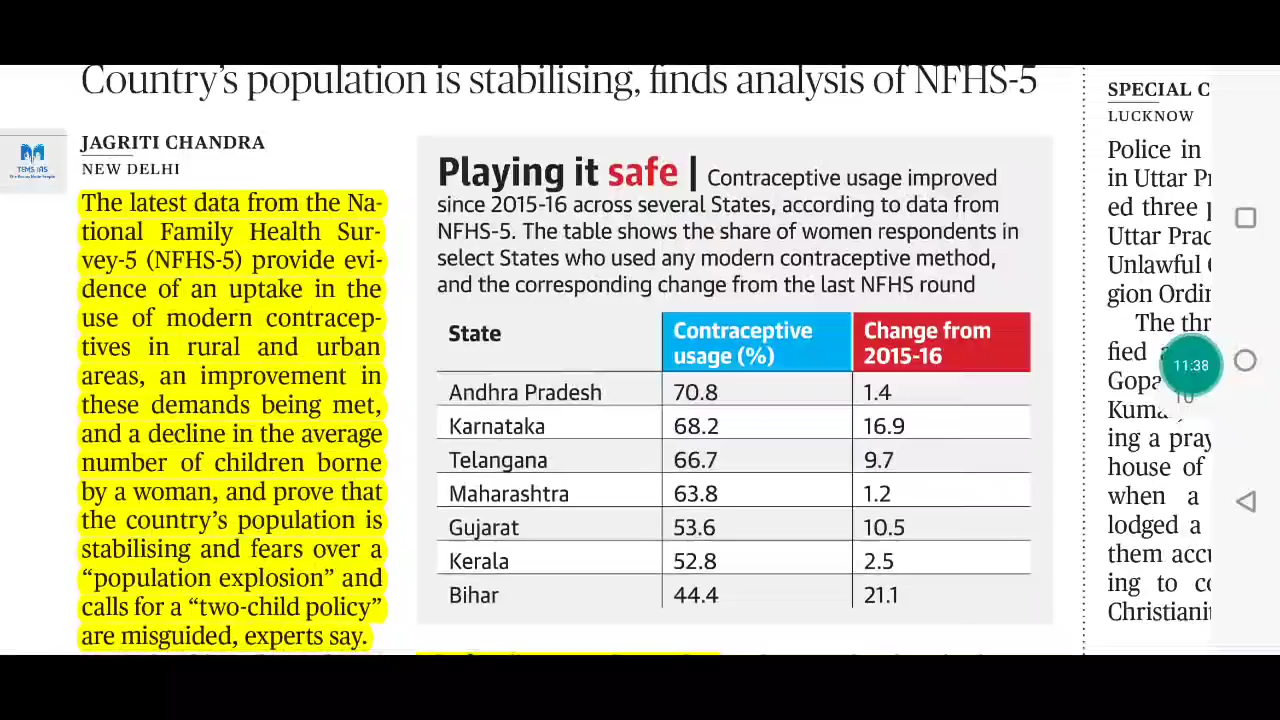 Country's population is stabilising, finds analysis of NFHS-5
JAGRITI CHANDRA
NEW DELHI
The latest data from the Na-
tional Family Health Sur-
vey-5 (NFHS-5) provide evi-
dence of an uptake in the
use of modern contracep-
tives in rural and urban
areas, an improvement in
these demands being met,
and a decline in the average
number of children borne
by a woman, and prove that
the country's population is
stabilising and fears over a
"population explosion" and
calls for a "two-child policy"
are misguided, experts say.
TEMS IAS
Playing it safe | Contraceptive usage improved
since 2015-16 across several States, according to data from
NFHS-5. The table shows the share of women respondents in
select States who used any modern contraceptive method,
and the corresponding change from the last NFHS round
State Contraceptive usage (%) Change from 2015-16
Andhra Pradesh 70.8 1.4
Karnataka 68.2 16.9
Telangana 66.7 9.7
Maharashtra 63.8 1.2
Gujarat 53.6 10.5
Kerala 52.8 2.5
Bihar 44.4 21.1
SPECIAL C
LUCKNOW
Police in
in Uttar Pr
ed three p
Uttar Prad
Unlawful
gion Ordin
The thr
fied
Gopa
Kuma
ing a pray
house of
when a
lodged a
them accu
ing to co
Christianit
11:38